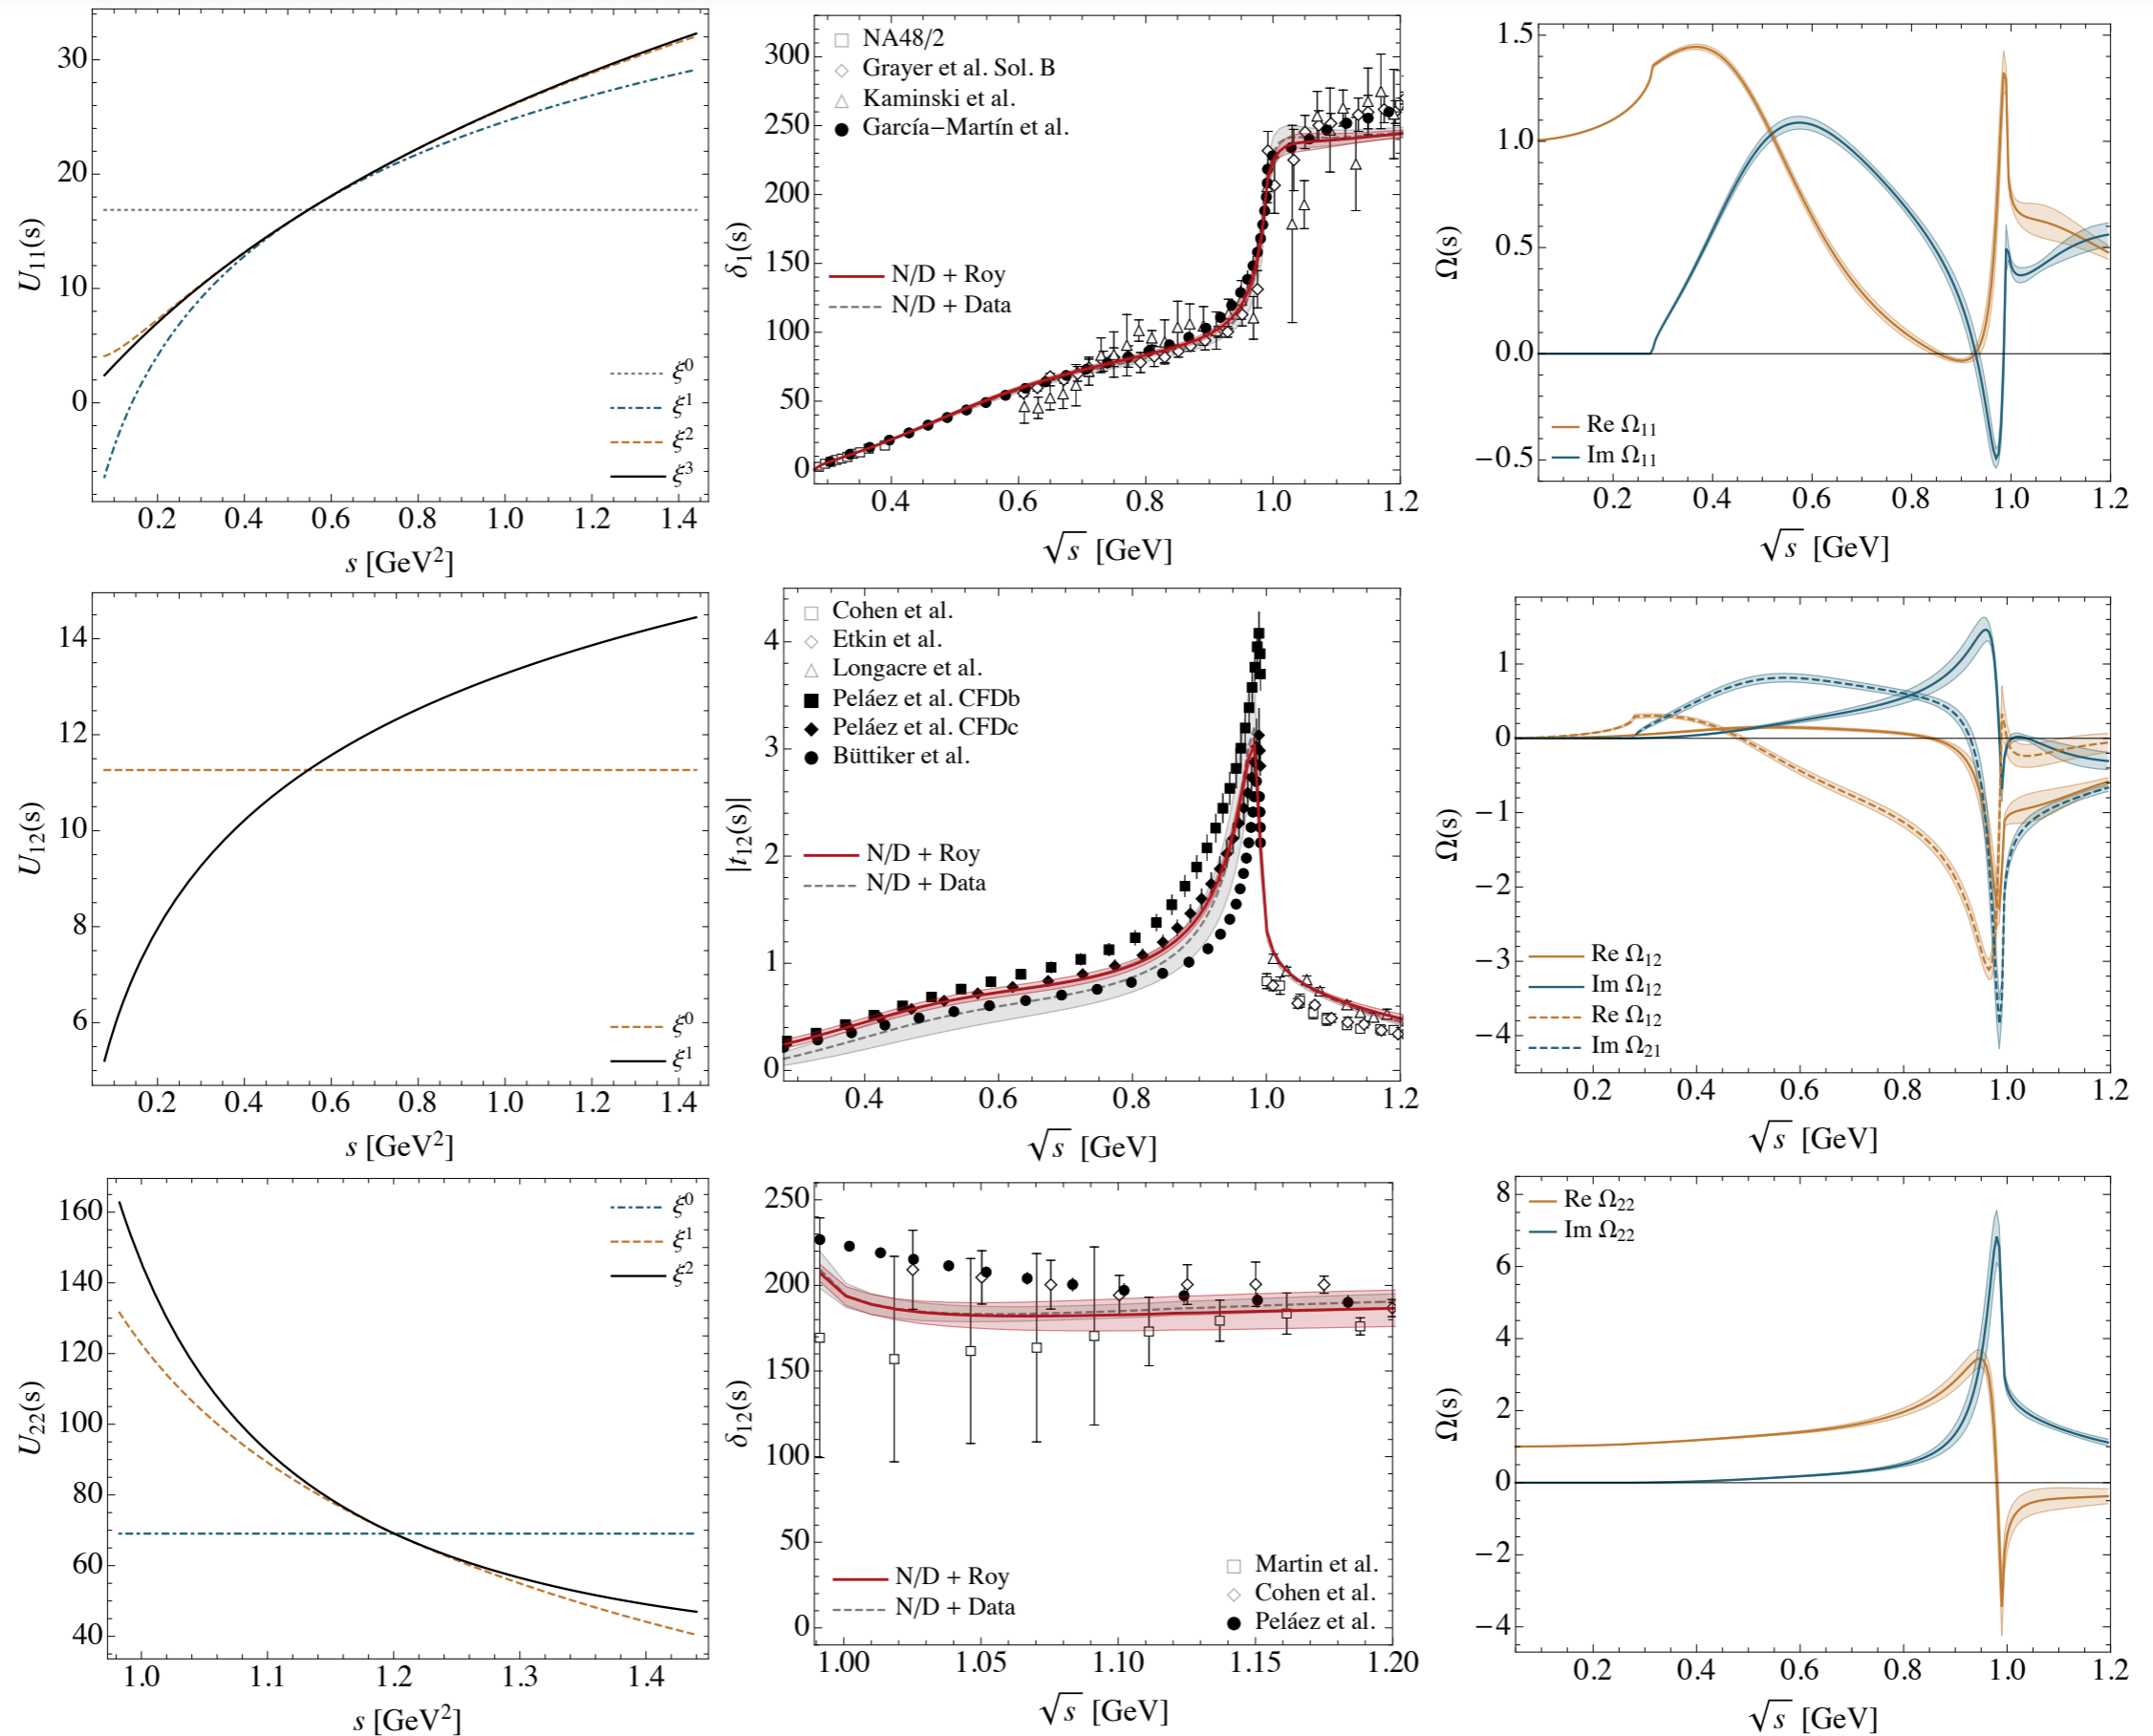 30
20
10
0
U₁₁(s)
ξ⁰
ξ¹
ξ²
ξ³
0.2 0.4 0.6 0.8 1.0 1.2 1.4
s [GeV²]
300
250
200
150
100
50
0
δ₁(s)
NA48/2
Grayer et al. Sol. B
Kaminski et al.
García−Martín et al.
N/D + Roy
N/D + Data
0.4 0.6 0.8 1.0 1.2
√s [GeV]
1.5
1.0
0.5
0.0
−0.5
Ω(s)
Re Ω₁₁
Im Ω₁₁
0.2 0.4 0.6 0.8 1.0 1.2
√s [GeV]
14
12
10
8
6
U₁₂(s)
ξ⁰
ξ¹
0.2 0.4 0.6 0.8 1.0 1.2 1.4
s [GeV²]
4
3
2
1
0
|t₁₂(s)|
Cohen et al.
Etkin et al.
Longacre et al.
Peláez et al. CFDb
Peláez et al. CFDc
Büttiker et al.
N/D + Roy
N/D + Data
0.4 0.6 0.8 1.0 1.2
√s [GeV]
1
0
−1
−2
−3
−4
Ω(s)
Re Ω₁₂
Im Ω₁₂
Re Ω₁₂
Im Ω₂₁
0.2 0.4 0.6 0.8 1.0 1.2
√s [GeV]
160
140
120
100
80
60
40
U₂₂(s)
ξ⁰
ξ¹
ξ²
1.0 1.1 1.2 1.3 1.4
s [GeV²]
250
200
150
100
50
0
δ₁₂(s)
N/D + Roy
N/D + Data
Martin et al.
Cohen et al.
Peláez et al.
1.00 1.05 1.10 1.15 1.20
√s [GeV]
8
6
4
2
0
−2
−4
Ω(s)
Re Ω₂₂
Im Ω₂₂
0.2 0.4 0.6 0.8 1.0 1.2
√s [GeV]